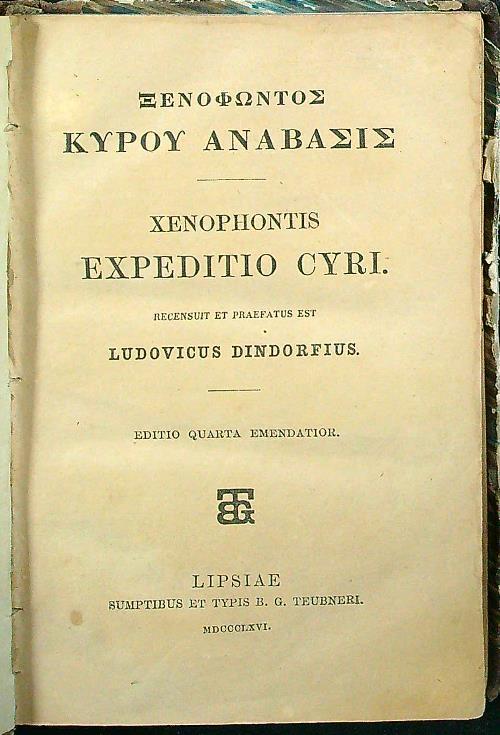 ΞΕΝΟΦΩΝΤΟΣ
ΚΥΡΟΥ ΑΝΑΒΑΣΙΣ
XENOPHONTIS
EXPEDITIO CYRI.
RECENSUIT ET PRAEFATUS EST
LUDOVICUS DINDORFIUS.
EDITIO QUARTA EMENDATIOR.
BTG
LIPSIAE
SUMPTIBUS ET TYPIS B. G. TEUBNERI.
MDCCCLXVI.